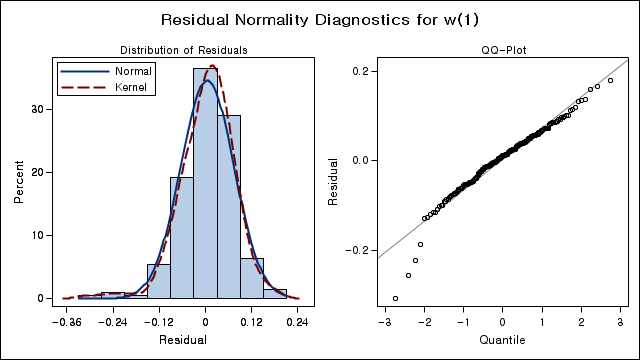 Residual Normality Diagnostics for w(1)
Distribution of Residuals
Normal
Kernel
Percent
30
20
10
0
-0.36 -0.24 -0.12 0 0.12 0.24
Residual
QQ-Plot
Residual
0.2
0.0
-0.2
-3 -2 -1 0 1 2 3
Quantile